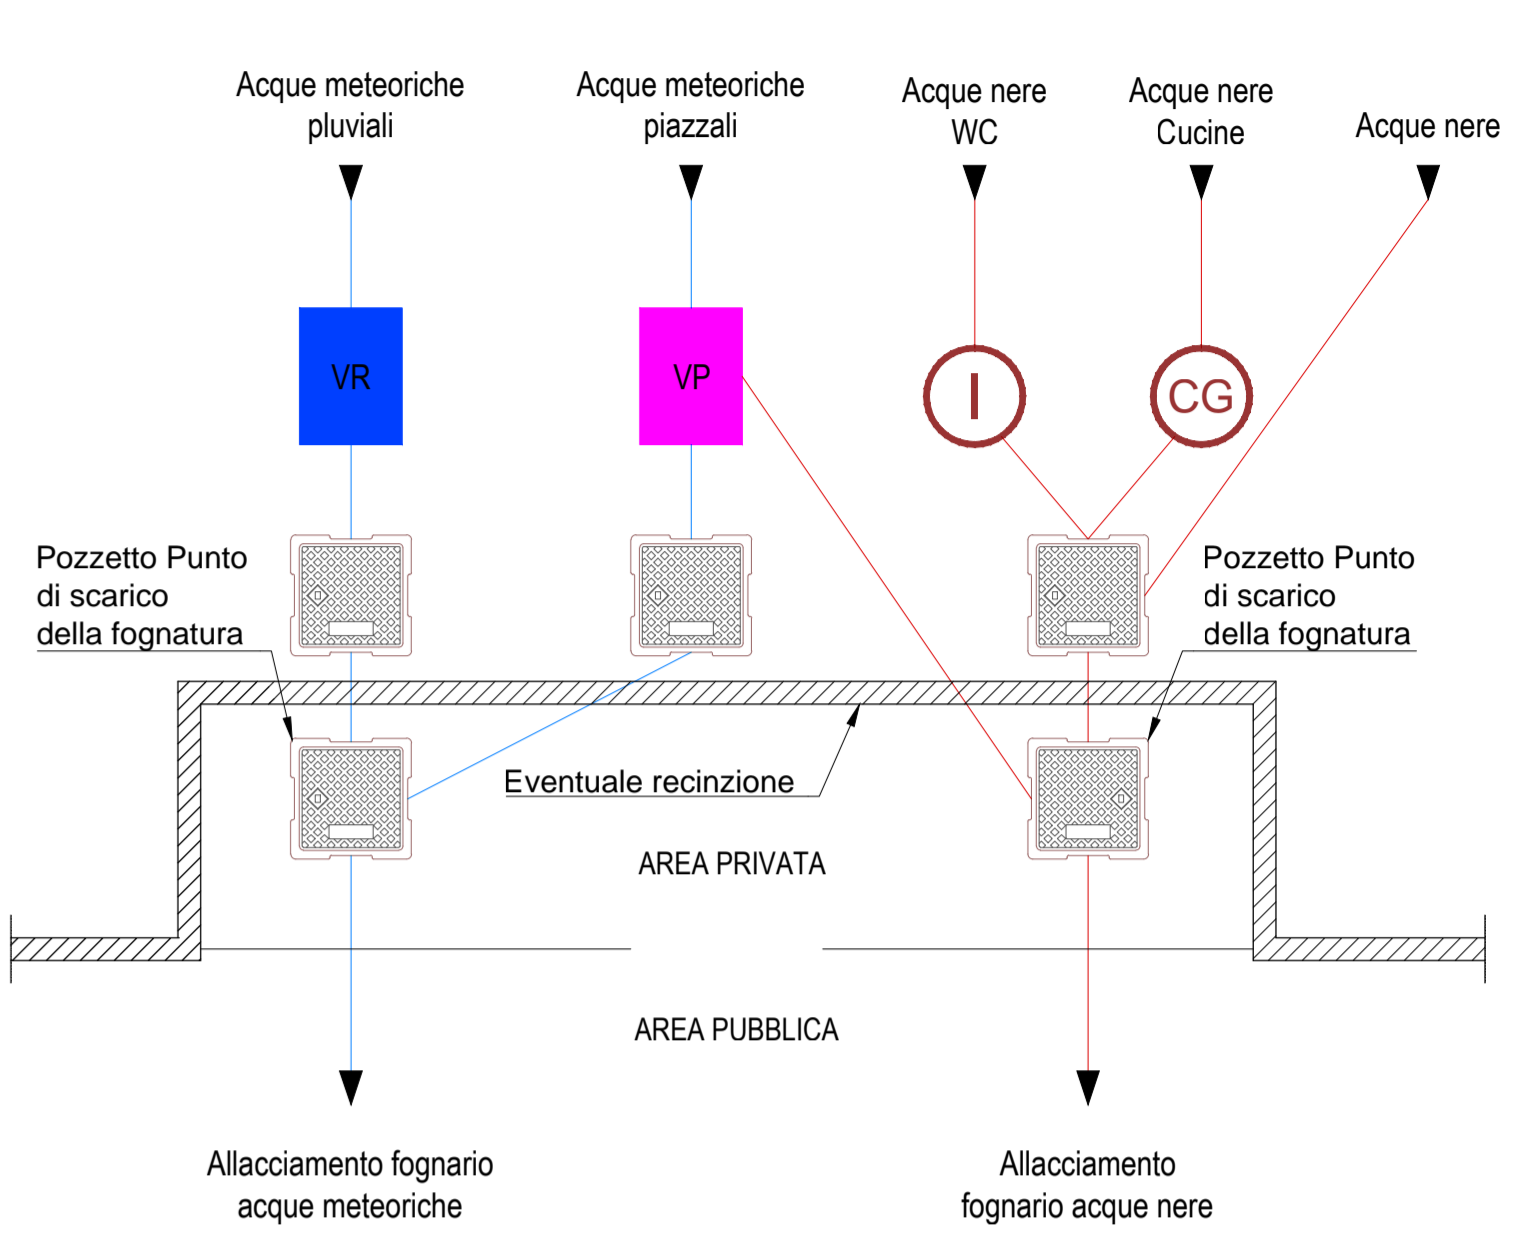 Acque meteoriche
pluviali
Acque meteoriche
piazzali
Acque nere
WC
Acque nere
Cucine
Acque nere
VR
VP
I
CG
Pozzetto Punto
di scarico
della fognatura
Pozzetto Punto
di scarico
della fognatura
Eventuale recinzione
AREA PRIVATA
AREA PUBBLICA
Allacciamento fognario
acque meteoriche
Allacciamento
fognario acque nere